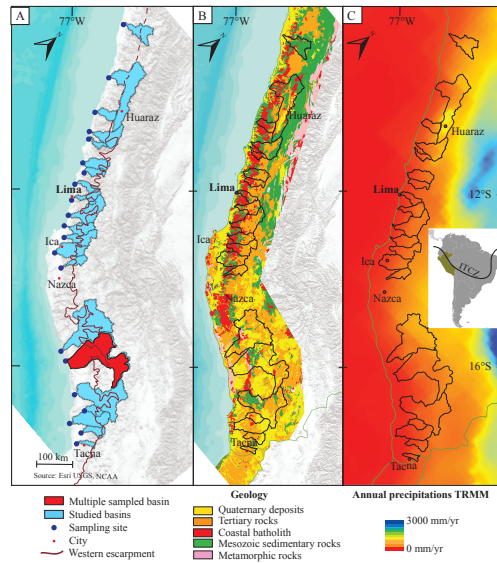 A
77°W
N
Huaraz
Lima
Ica
Nazca
Tacna
100 km
Source: Esri USGS, NCAA
B
77°W
N
Huaraz
Lima
Ica
Nazca
Tacna
C
77°W
N
Huaraz
Lima
12°S
Ica
ITCZ
Nazca
16°S
Tacna
Multiple sampled basin
Studied basins
Sampling site
City
Western escarpment
Geology
Quaternary deposits
Tertiary rocks
Coastal batholith
Mesozoic sedimentary rocks
Metamorphic rocks
Annual precipitations TRMM
3000 mm/yr
0 mm/yr